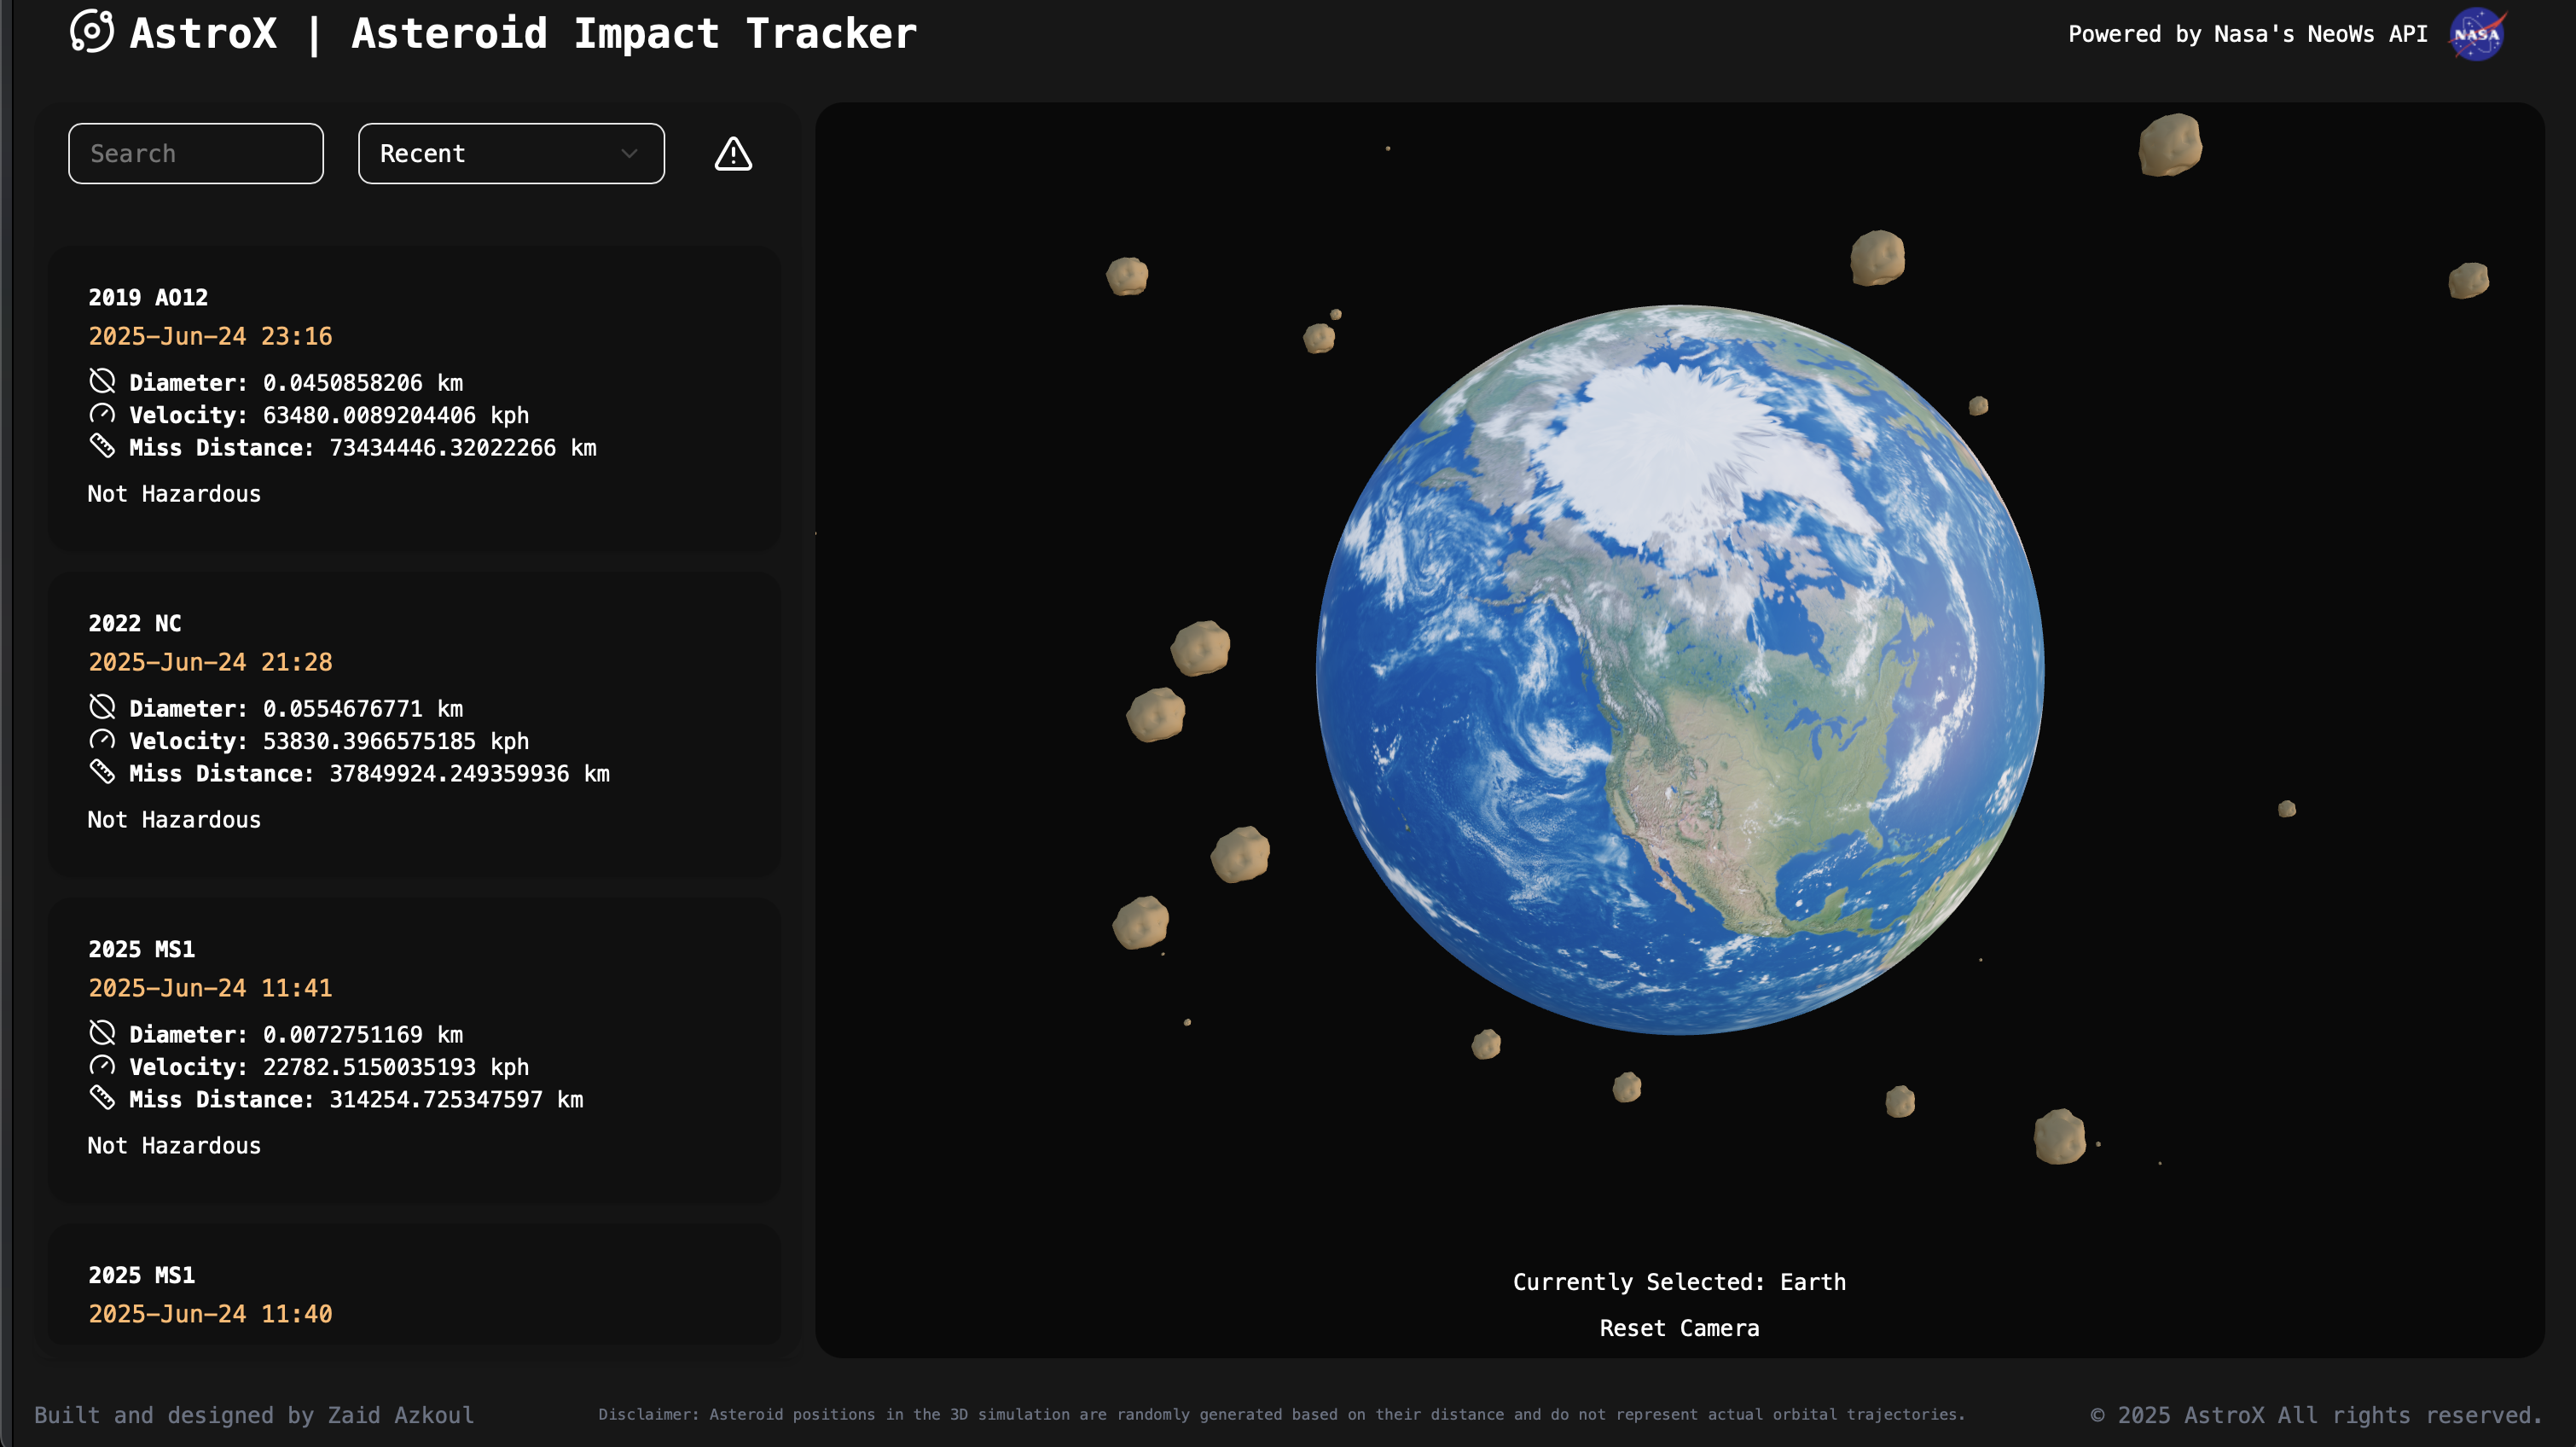 AstroX | Asteroid Impact Tracker
Powered by Nasa's NeoWs API
NASA
Search
Recent
2019 AO12
2025-Jun-24 23:16
Diameter: 0.0450858206 km
Velocity: 63480.0089204406 kph
Miss Distance: 73434446.32022266 km
Not Hazardous
2022 NC
2025-Jun-24 21:28
Diameter: 0.0554676771 km
Velocity: 53830.3966575185 kph
Miss Distance: 37849924.249359936 km
Not Hazardous
2025 MS1
2025-Jun-24 11:41
Diameter: 0.0072751169 km
Velocity: 22782.5150035193 kph
Miss Distance: 314254.725347597 km
Not Hazardous
2025 MS1
2025-Jun-24 11:40
Currently Selected: Earth
Reset Camera
Built and designed by Zaid Azkoul
Disclaimer: Asteroid positions in the 3D simulation are randomly generated based on their distance and do not represent actual orbital trajectories.
© 2025 AstroX All rights reserved.